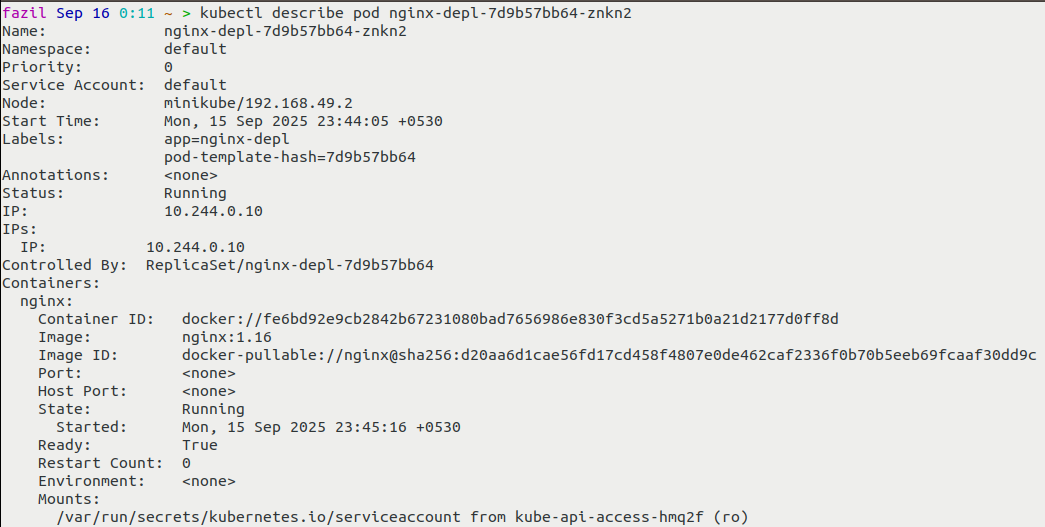 fazil Sep 16 0:11 ~ > kubectl describe pod nginx-depl-7d9b57bb64-znkn2
Name:             nginx-depl-7d9b57bb64-znkn2
Namespace:        default
Priority:         0
Service Account:  default
Node:             minikube/192.168.49.2
Start Time:       Mon, 15 Sep 2025 23:44:05 +0530
Labels:           app=nginx-depl
                  pod-template-hash=7d9b57bb64
Annotations:      <none>
Status:           Running
IP:               10.244.0.10
IPs:
  IP:           10.244.0.10
Controlled By:  ReplicaSet/nginx-depl-7d9b57bb64
Containers:
  nginx:
    Container ID:   docker://fe6bd92e9cb2842b67231080bad7656986e830f3cd5a5271b0a21d2177d0ff8d
    Image:          nginx:1.16
    Image ID:       docker-pullable://nginx@sha256:d20aa6d1cae56fd17cd458f4807e0de462caf2336f0b70b5eeb69fcaaf30dd9c
    Port:           <none>
    Host Port:      <none>
    State:          Running
      Started:      Mon, 15 Sep 2025 23:45:16 +0530
    Ready:          True
    Restart Count:  0
    Environment:    <none>
    Mounts:
      /var/run/secrets/kubernetes.io/serviceaccount from kube-api-access-hmq2f (ro)